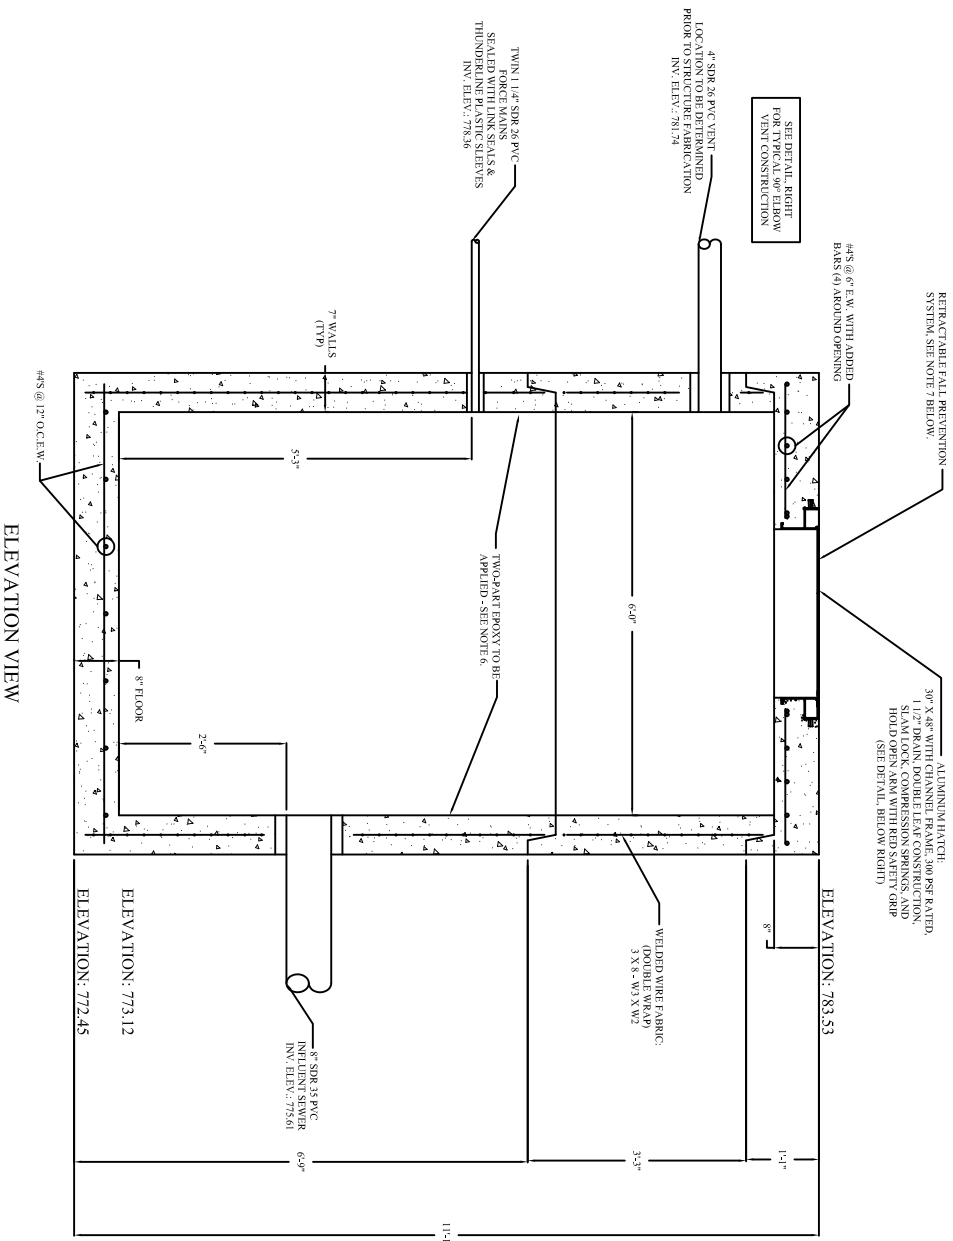 RETRACTABLE FALL PREVENTION
SYSTEM, SEE NOTE 7 BELOW.
ALUMINUM HATCH:
30" X 48" WITH CHANNEL FRAME, 300 PSF RATED,
1 1/2" DRAIN, DOUBLE LEAF CONSTRUCTION,
SLAM LOCK, COMPRESSION SPRINGS, AND
HOLD OPEN ARM WITH RED SAFETY GRIP
(SEE DETAIL, BELOW RIGHT)
#4'S @ 6" E.W. WITH ADDED
BARS (4) AROUND OPENING
SEE DETAIL, RIGHT
FOR TYPICAL 90° ELBOW
VENT CONSTRUCTION
4" SDR 26 PVC VENT
LOCATION TO BE DETERMINED
PRIOR TO STRUCTURE FABRICATION
INV. ELEV.: 781.74
TWIN 1 1/4" SDR 26 PVC
FORCE MAINS
SEALED WITH LINK SEALS &
THUNDERLINE PLASTIC SLEEVES
INV. ELEV.: 778.36
7" WALLS
(TYP)
#4'S @ 12" O.C.E.W.
6'-0"
5'-3"
TWO-PART EPOXY TO BE
APPLIED - SEE NOTE 6.
2'-6"
8" FLOOR
WELDED WIRE FABRIC:
(DOUBLE WRAP)
3 X 8 - W3 X W2
8" SDR 35 PVC
INFLUENT SEWER
INV. ELEV.: 775.61
ELEVATION: 783.53
8"
ELEVATION: 773.12
ELEVATION: 772.45
1'-1"
3'-3"
6'-9"
11'-1
ELEVATION VIEW